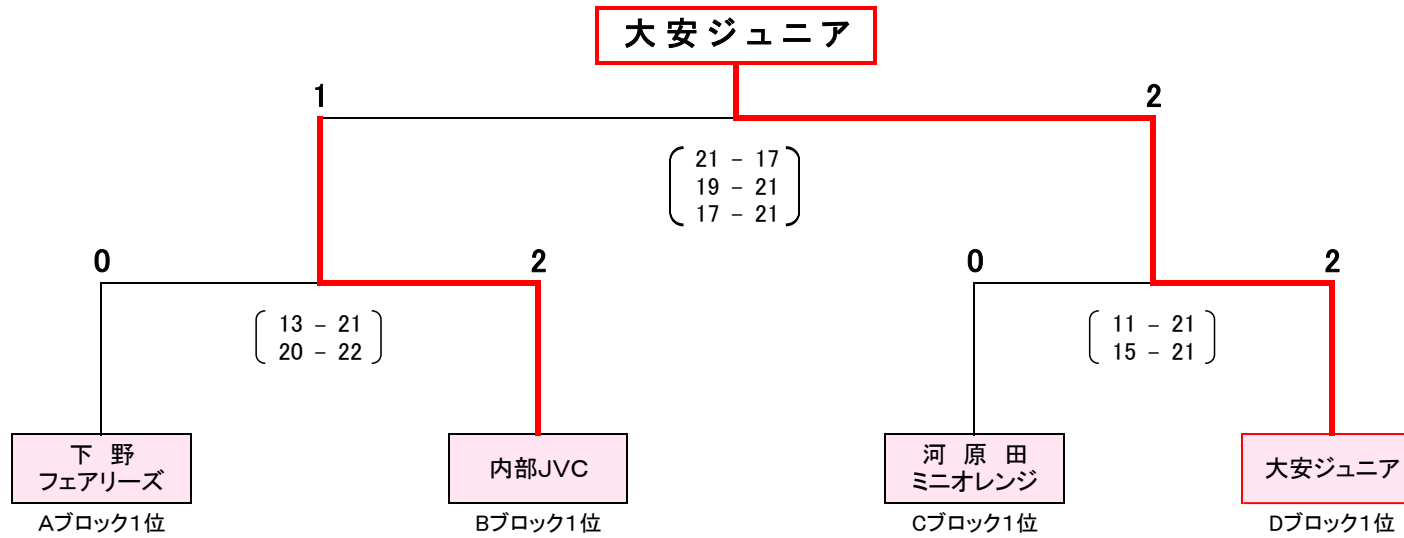 大安ジュニア
1
2
21 － 17
19 － 21
17 － 21
0
2
0
2
13 － 21
20 － 22
11 － 21
15 － 21
下 野
フェアリーズ
内部JVC
河 原 田
ミニオレンジ
大安ジュニア
Aブロック1位
Bブロック1位
Cブロック1位
Dブロック1位